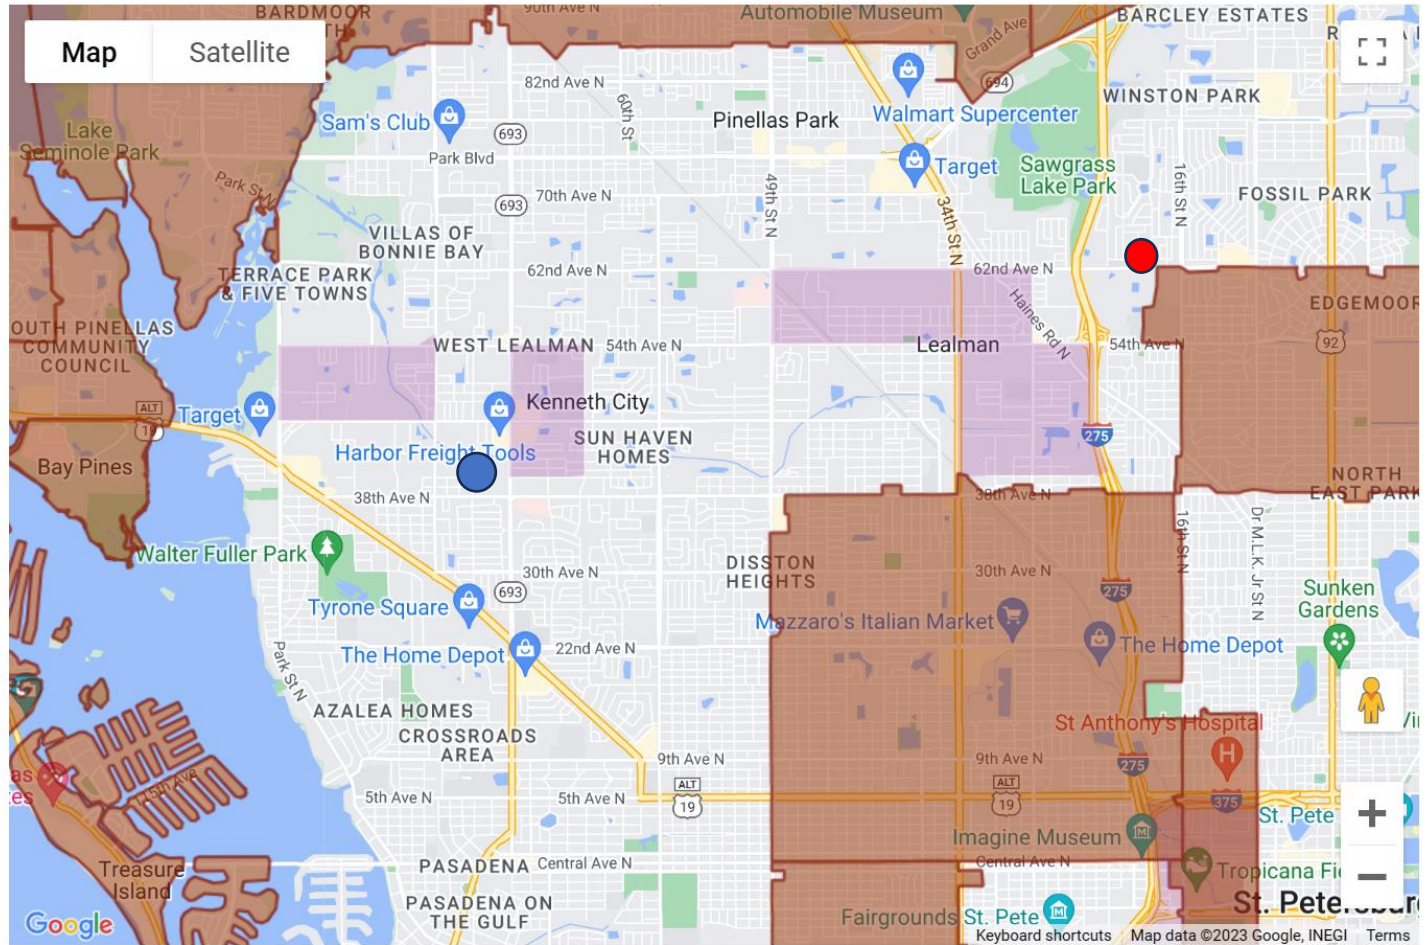 BARDMOOR
90th Ave N
Automobile Museum
Grand Ave
BARCLEY ESTATES
Map
Satellite
694
82nd Ave N
60th St
WINSTON PARK
Walmart Supercenter
Pinellas Park
Sam's Club
693
Lake
Seminole Park
Park Blvd
Target
Sawgrass
Lake Park
16th St N
Park St N
49th St N
70th Ave N
693
34th St N
FOSSIL PARK
VILLAS OF
BONNIE BAY
TERRACE PARK
& FIVE TOWNS
62nd Ave N
62nd Ave N
Haines Rd N
EDGEMOOR
OUTH PINELLAS
COMMUNITY
COUNCIL
WEST LEALMAN
54th Ave N
Lealman
54th Ave N
92
ALT
19
Target
Kenneth City
Harbor Freight Tools
SUN HAVEN
HOMES
275
Bay Pines
38th Ave N
38th Ave N
NORTH
EAST PARK
16th St N
Dr M.L.K. Jr St N
Walter Fuller Park
DISSTON
HEIGHTS
30th Ave N
30th Ave N
693
275
Sunken
Gardens
Tyrone Square
Mazzaro's Italian Market
The Home Depot
The Home Depot
22nd Ave N
Park St N
AZALEA HOMES
CROSSROADS
AREA
St Anthony's Hospital
H
9th Ave N
9th Ave N
275
115th Ave
ALT
19
ALT
19
375
5th Ave N
5th Ave N
St. Pete
Imagine Museum
PASADENA
Central Ave N
Central Ave N
Treasure
Island
Tropicana Fi
PASADENA ON
THE GULF
Fairgrounds St. Pete
St. Petersburg
Google
Keyboard shortcuts
Map data ©2023 Google, INEGI
Terms